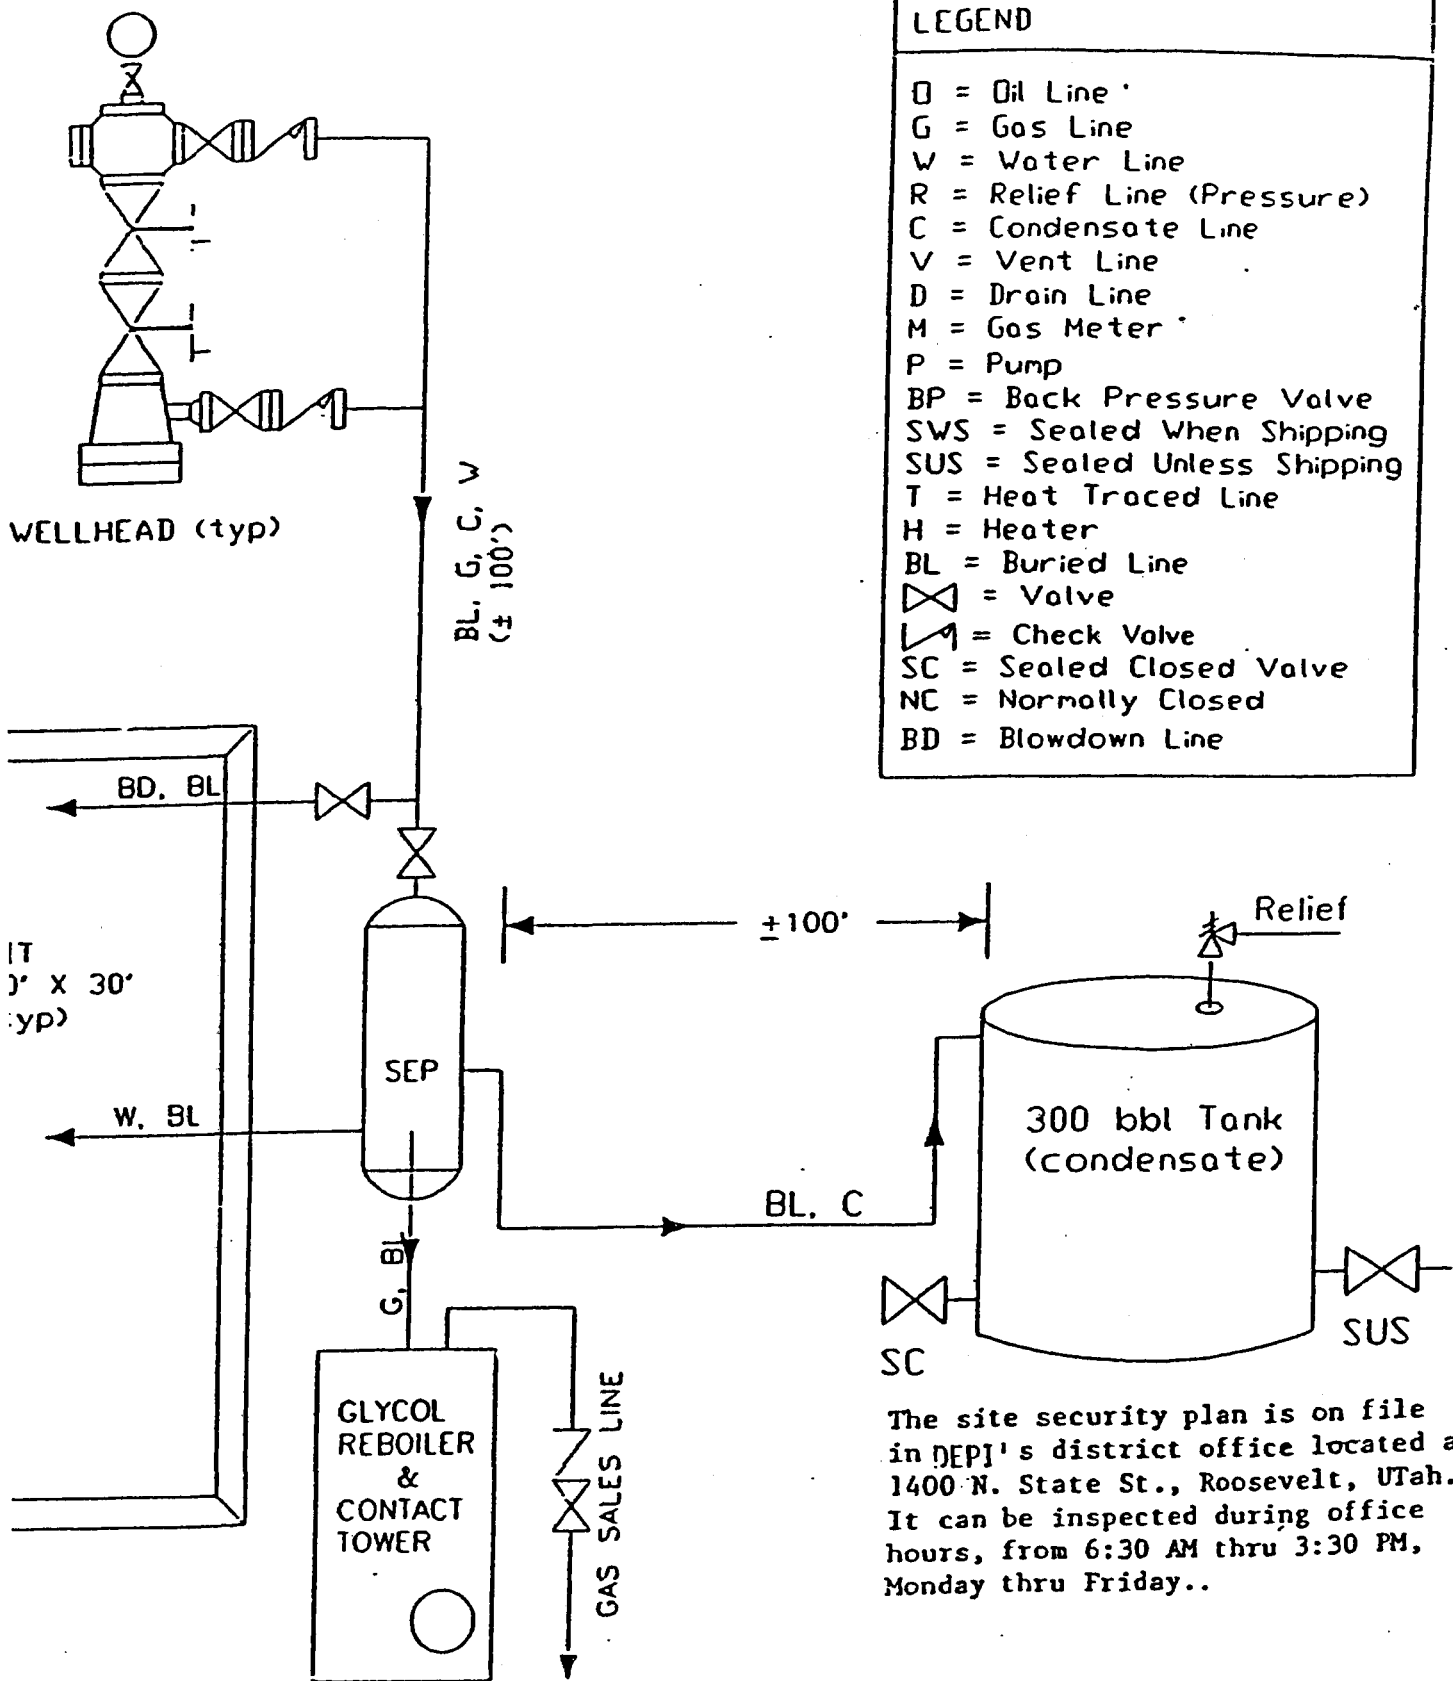 LEGEND
O = Oil Line
G = Gas Line
W = Water Line
R = Relief Line (Pressure)
C = Condensate Line
V = Vent Line
D = Drain Line
M = Gas Meter
P = Pump
BP = Back Pressure Valve
SWS = Sealed When Shipping
SUS = Sealed Unless Shipping
T = Heat Traced Line
H = Heater
BL = Buried Line
= Valve
= Check Valve
SC = Sealed Closed Valve
NC = Normally Closed
BD = Blowdown Line
WELLHEAD (typ)
BL, G, C, W
(± 100')
BD, BL
±100'
Relief
IT
0' X 30'
typ)
SEP
W, BL
300 bbl Tank
(condensate)
BL, C
G, BL
SC
SUS
GLYCOL
REBOILER
&
CONTACT
TOWER
GAS SALES LINE
The site security plan is on file
in DEPI's district office located a
1400 N. State St., Roosevelt, UTah.
It can be inspected during office
hours, from 6:30 AM thru 3:30 PM,
Monday thru Friday..